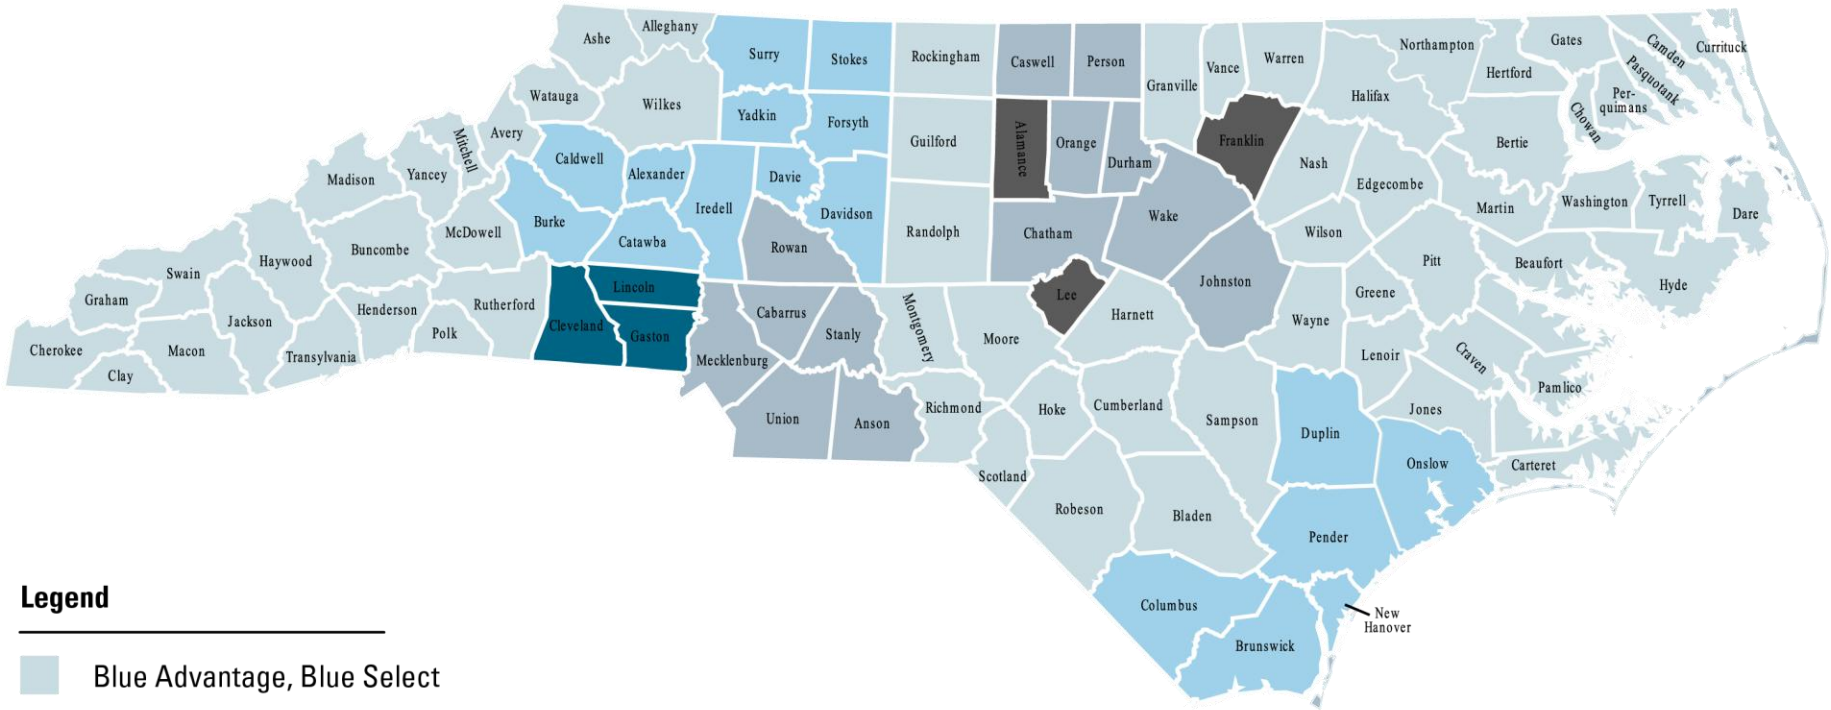 Ashe
Alleghany
Surry
Stokes
Rockingham
Caswell
Person
Granville
Vance
Warren
Northampton
Gates
Camden
Currituck
Hertford
Pasquotank
Watauga
Wilkes
Yadkin
Forsyth
Halifax
Per-
quimans
Chowan
Avery
Mitchell
Guilford
Alamance
Orange
Durham
Franklin
Nash
Bertie
Madison
Yancey
Caldwell
Alexander
Iredell
Davie
Davidson
Edgecombe
Martin
Washington
Tyrrell
Dare
Burke
Catawba
Rowan
Randolph
Chatham
Wake
Wilson
McDowell
Buncombe
Haywood
Swain
Pitt
Beaufort
Hyde
Graham
Jackson
Henderson
Rutherford
Polk
Cleveland
Lincoln
Gaston
Cabarrus
Stanly
Montgomery
Moore
Lee
Harnett
Johnston
Wayne
Greene
Lenoir
Craven
Pamlico
Cherokee
Clay
Macon
Transylvania
Mecklenburg
Union
Anson
Richmond
Hoke
Cumberland
Sampson
Duplin
Jones
Onslow
Carteret
Scotland
Robeson
Bladen
Pender
Columbus
Brunswick
New
Hanover
Legend
Blue Advantage, Blue Select